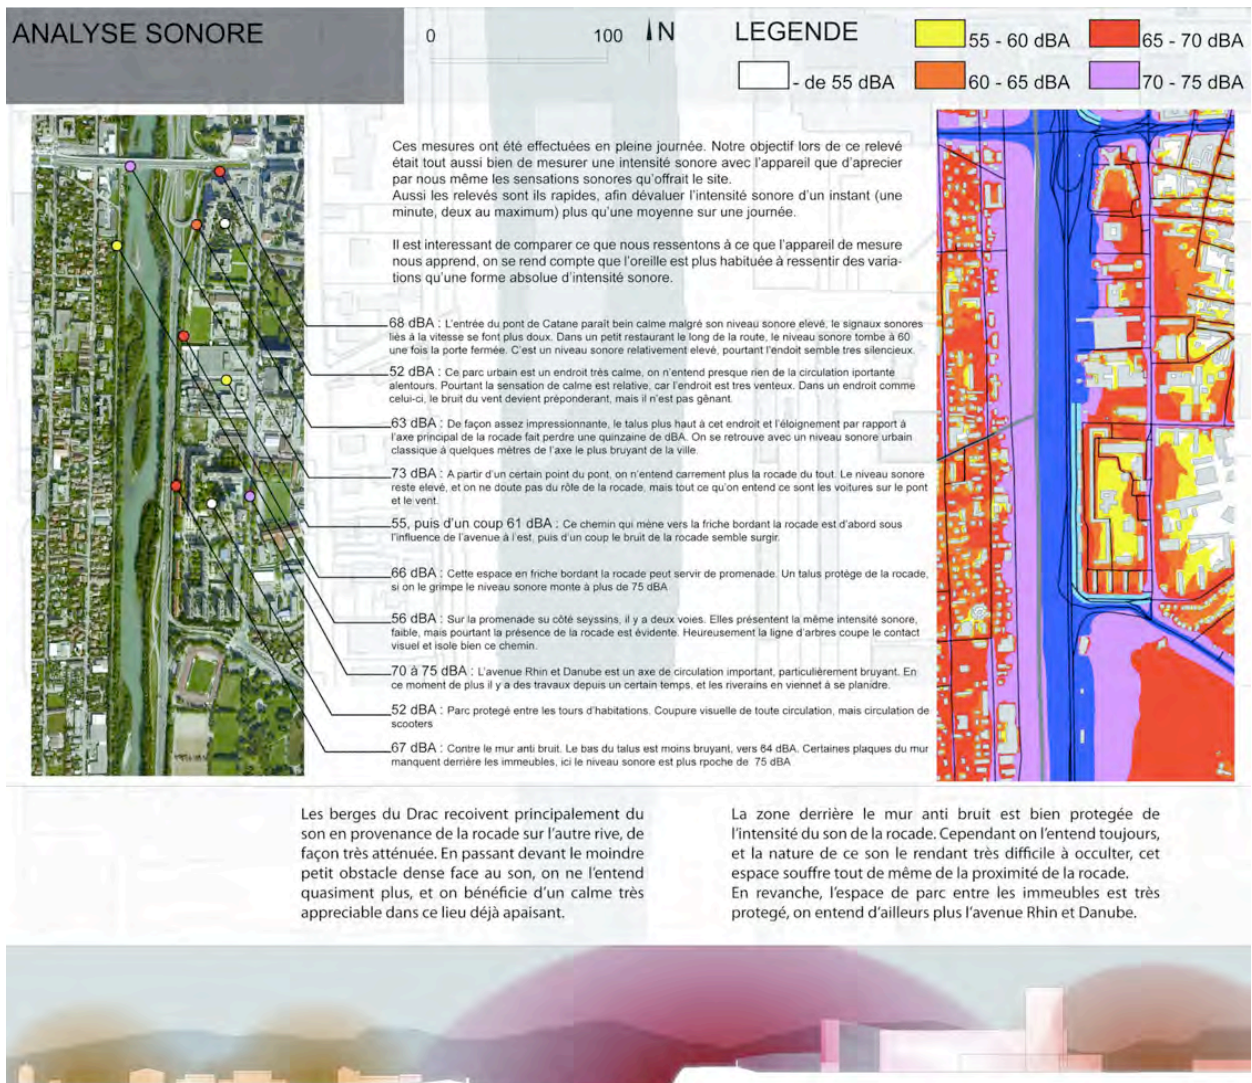 ANALYSE SONORE
0 100 N
LEGENDE
55 - 60 dBA
65 - 70 dBA
- de 55 dBA
60 - 65 dBA
70 - 75 dBA
Ces mesures ont été effectuées en pleine journée. Notre objectif lors de ce relevé
était tout aussi bien de mesurer une intensité sonore avec l'appareil que d'aprecier
par nous même les sensations sonores qu'offrait le site.
Aussi les relevés sont ils rapides, afin dévaluer l'intensité sonore d'un instant (une
minute, deux au maximum) plus qu'une moyenne sur une journée.
Il est interessant de comparer ce que nous ressentons à ce que l'appareil de mesure
nous apprend, on se rend compte que l'oreille est plus habituée à ressentir des varia-
tions qu'une forme absolue d'intensité sonore.
68 dBA : L'entrée du pont de Catane paraît bein calme malgré son niveau sonore elevé, le signaux sonores
liés à la vitesse se font plus doux. Dans un petit restaurant le long de la route, le niveau sonore tombe à 60
une fois la porte fermée. C'est un niveau sonore relativement elevé, pourtant l'endoit semble tres silencieux.
52 dBA : Ce parc urbain est un endroit très calme, on n'entend presque rien de la circulation iportante
alentours. Pourtant la sensation de calme est relative, car l'endroit est tres venteux. Dans un endroit comme
celui-ci, le bruit du vent devient préponderant, mais il n'est pas gênant.
63 dBA : De façon assez impressionnante, le talus plus haut à cet endroit et l'éloignement par rapport à
l'axe principal de la rocade fait perdre une quinzaine de dBA. On se retrouve avec un niveau sonore urbain
classique à quelques mètres de l'axe le plus bruyant de la ville.
73 dBA : A partir d'un certain point du pont, on n'entend carrement plus la rocade du tout. Le niveau sonore
reste elevé, et on ne doute pas du rôle de la rocade, mais tout ce qu'on entend ce sont les voitures sur le pont
et le vent.
55, puis d'un coup 61 dBA : Ce chemin qui mène vers la friche bordant la rocade est d'abord sous
l'influence de l'avenue à l'est, puis d'un coup le bruit de la rocade semble surgir.
66 dBA : Cette espace en friche bordant la rocade peut servir de promenade. Un talus protège de la rocade,
si on le grimpe le niveau sonore monte à plus de 75 dBA
56 dBA : Sur la promenade su côté seyssins, il y a deux voies. Elles présentent la même intensité sonore,
faible, mais pourtant la présence de la rocade est évidente. Heureusement la ligne d'arbres coupe le contact
visuel et isole bien ce chemin.
70 à 75 dBA : L'avenue Rhin et Danube est un axe de circulation important, particulièrement bruyant. En
ce moment de plus il y a des travaux depuis un certain temps, et les riverains en viennet à se planidre.
52 dBA : Parc protegé entre les tours d'habitations. Coupure visuelle de toute circulation, mais circulation de
scooters
67 dBA : Contre le mur anti bruit. Le bas du talus est moins bruyant, vers 64 dBA. Certaines plaques du mur
manquent derrière les immeubles, ici le niveau sonore est plus rpoche de 75 dBA
Les berges du Drac recoivent principalement du
son en provenance de la rocade sur l'autre rive, de
façon très atténuée. En passant devant le moindre
petit obstacle dense face au son, on ne l'entend
quasiment plus, et on bénéficie d'un calme très
appreciable dans ce lieu déjà apaisant.
La zone derrière le mur anti bruit est bien protegée de
l'intensité du son de la rocade. Cependant on l'entend toujours,
et la nature de ce son le rendant très difficile à occulter, cet
espace souffre tout de même de la proximité de la rocade.
En revanche, l'espace de parc entre les immeubles est très
protegé, on entend d'ailleurs plus l'avenue Rhin et Danube.